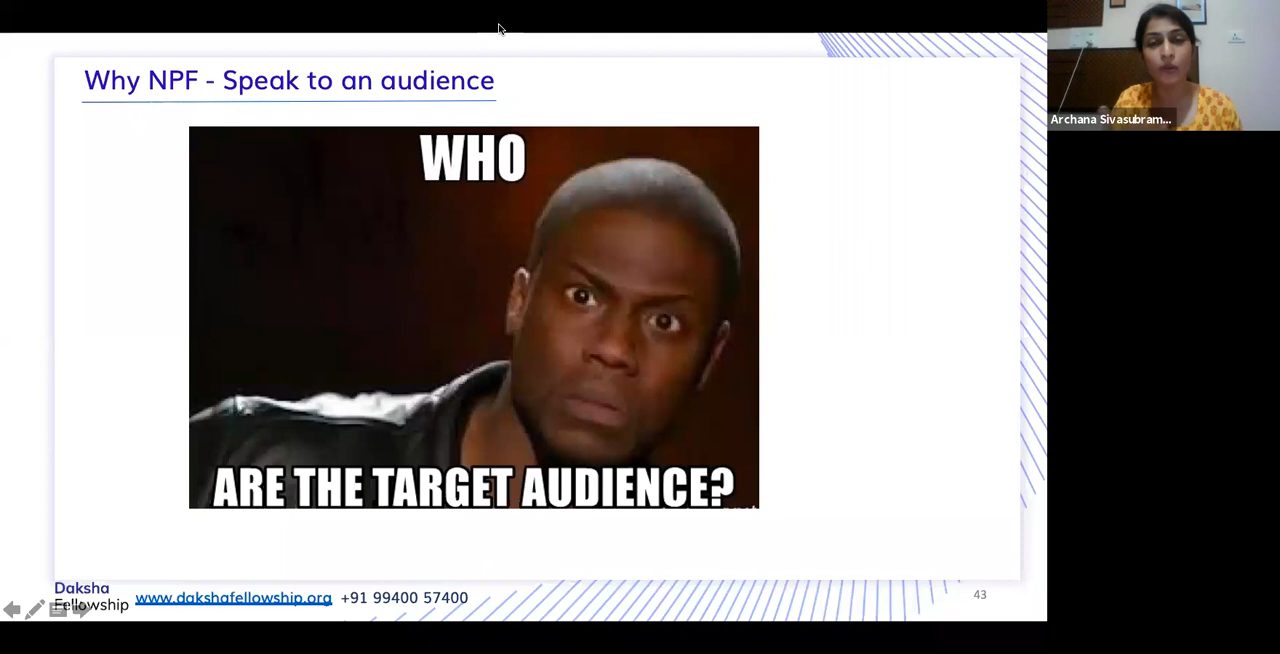 Why NPF - Speak to an audience
WHO
ARE THE TARGET AUDIENCE?
Daksha
Fellowship
www.dakshafellowship.org +91 99400 57400
43
Archana Sivasubram...